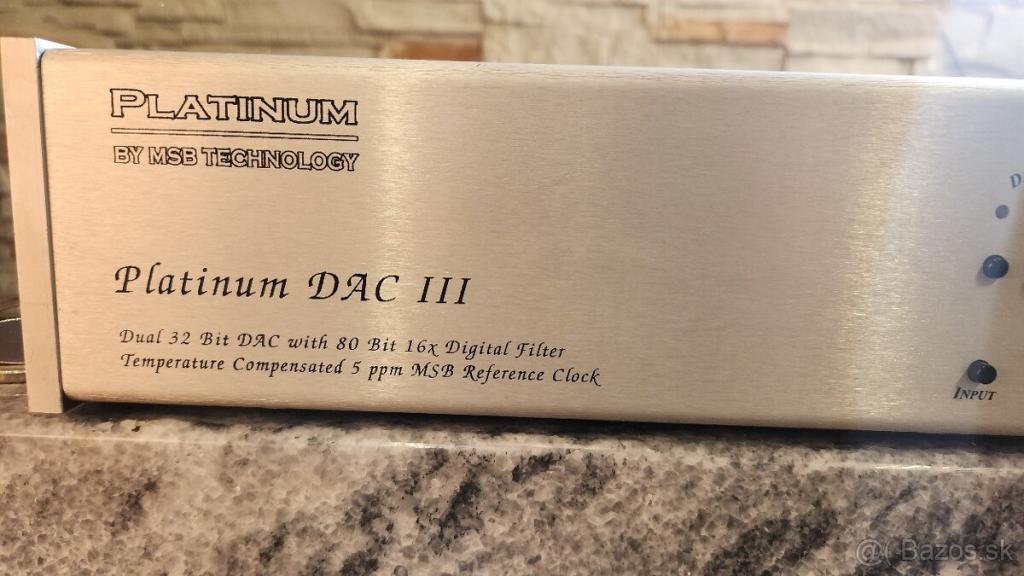 PLATINUM
BY MSB TECHNOLOGY
Platinum DAC III
Dual 32 Bit DAC with 80 Bit 16x Digital Filter
Temperature Compensated 5 ppm MSB Reference Clock
D
INPUT
@( Bazos.sk